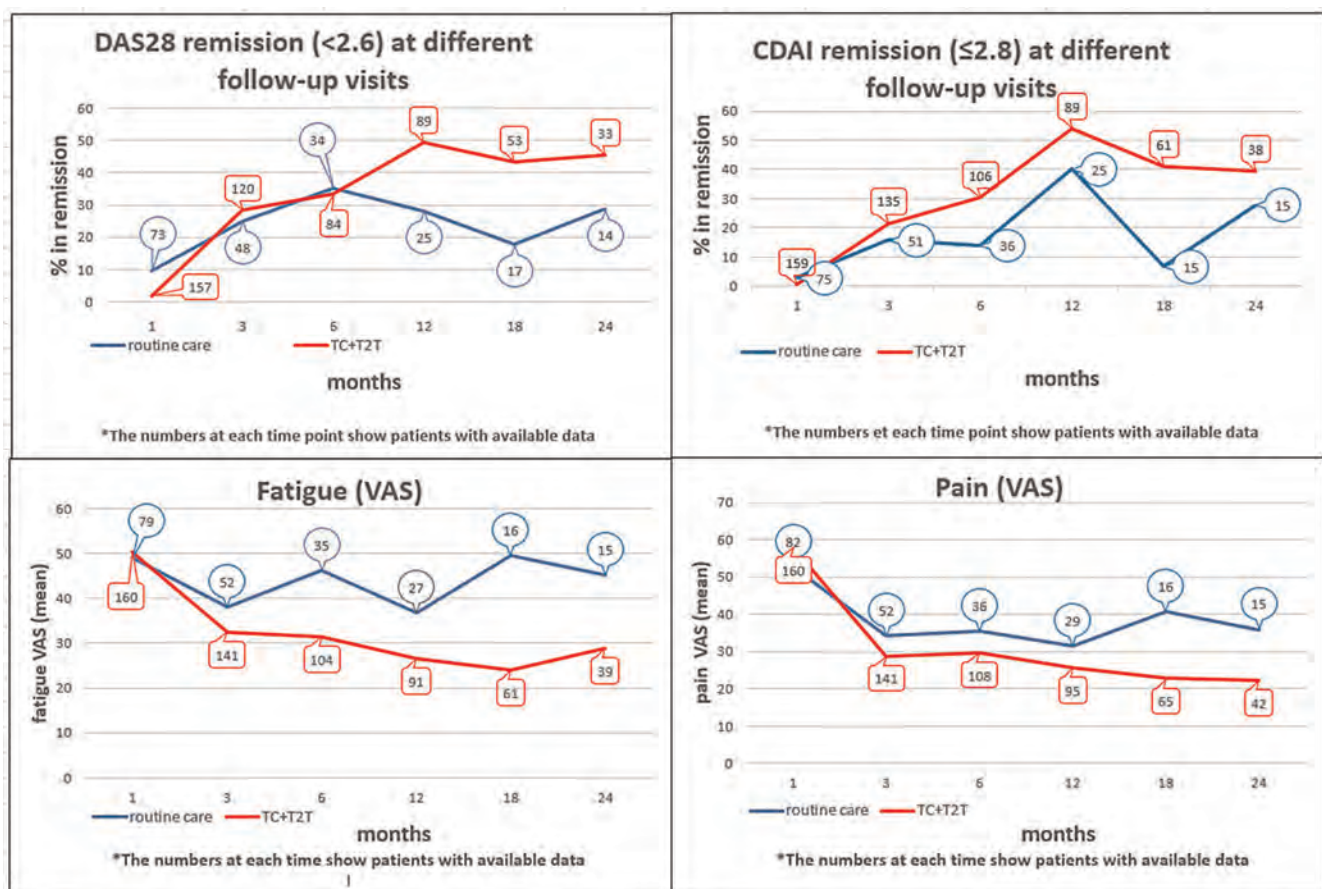 DAS28 remission (<2.6) at different
follow-up visits
60
50
40
30
20
10
0
% in remission
73
157
120
48
34
84
89
25
53
17
33
14
1 3 6 12 18 24
routine care TC+T2T
months
*The numbers at each time point show patients with available data
CDAI remission (≤2.8) at different
follow-up visits
60
50
40
30
20
10
0
% in remission
159
75
135
51
106
36
89
25
61
15
38
15
1 3 6 12 18 24
routine care TC+T2T
months
*The numbers et each time point show patients with available data
Fatigue (VAS)
60
50
40
30
20
10
0
fatigue VAS (mean)
79
160
52
141
35
104
27
91
16
61
15
39
1 3 6 12 18 24
routine care TC+T2T
months
*The numbers at each time show patients with available data
Pain (VAS)
70
60
50
40
30
20
10
0
pain VAS (mean)
82
160
52
141
36
108
29
95
16
65
15
42
1 3 6 12 18 24
routine care TC+T2T
months
*The numbers at each time show patients with available data